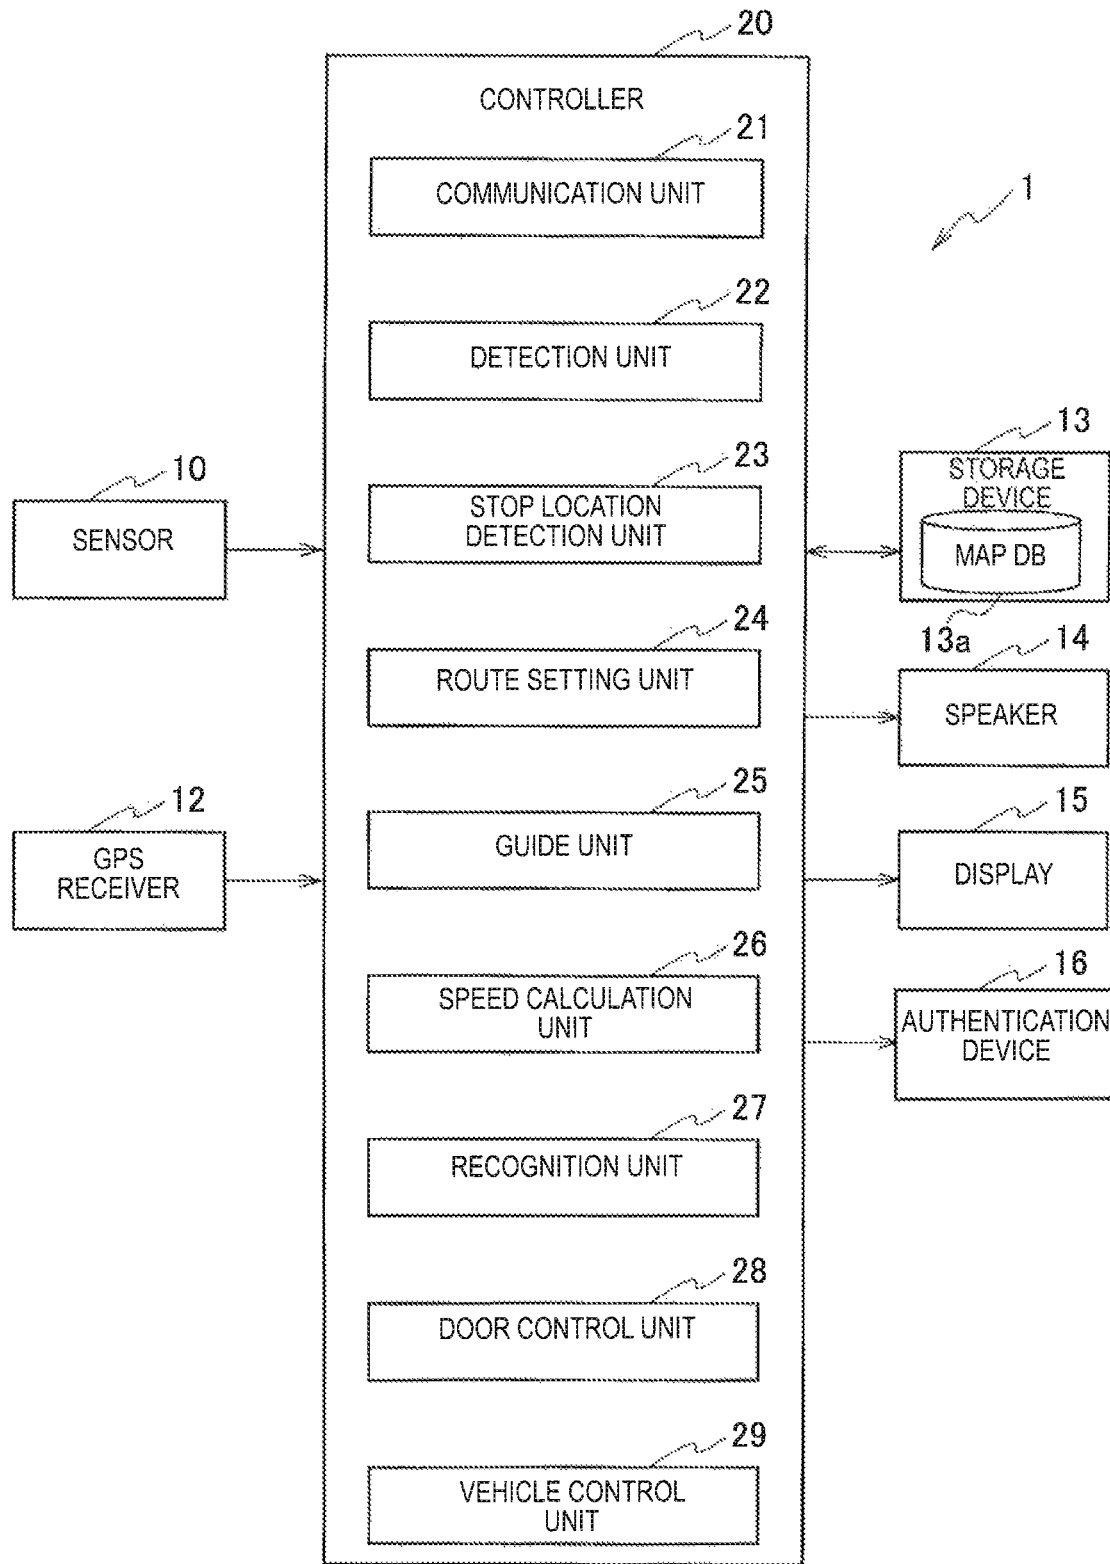 20
CONTROLLER
21
COMMUNICATION UNIT
1
22
DETECTION UNIT
23
STOP LOCATION
DETECTION UNIT
10
SENSOR
13
STORAGE
DEVICE
MAP DB
13a
24
ROUTE SETTING UNIT
14
SPEAKER
25
GUIDE UNIT
12
GPS
RECEIVER
15
DISPLAY
26
SPEED CALCULATION
UNIT
16
AUTHENTICATION
DEVICE
27
RECOGNITION UNIT
28
DOOR CONTROL UNIT
29
VEHICLE CONTROL
UNIT